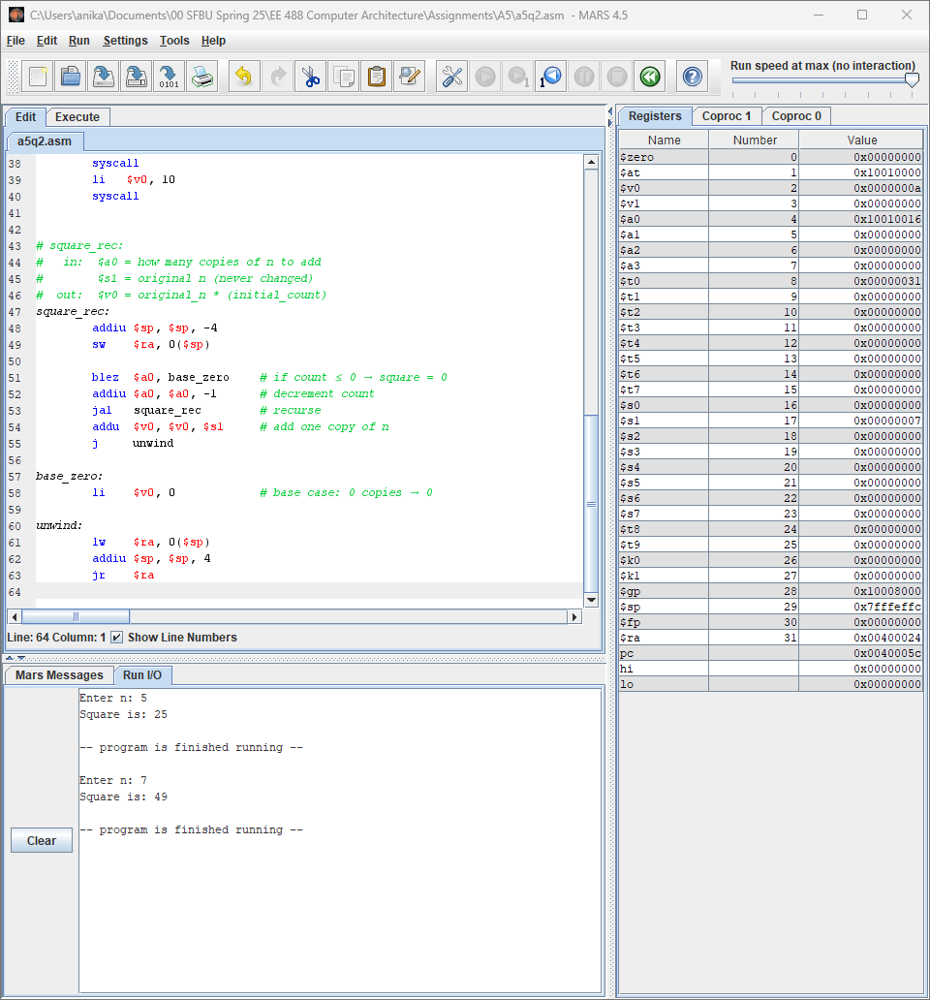 C:\Users\anika\Documents\00 SFBU Spring 25\EE 488 Computer Architecture\Assignments\A5\a5q2.asm - MARS 4.5
File Edit Run Settings Tools Help
Run speed at max (no interaction)
0101
1
1
Edit Execute
a5q2.asm
38 syscall
39 li $v0, 10
40 syscall
41
42
43 # square_rec:
44 # in: $a0 = how many copies of n to add
45 # $s1 = original n (never changed)
46 # out: $v0 = original_n * (initial_count)
47 square_rec:
48 addiu $sp, $sp, -4
49 sw $ra, 0($sp)
50
51 blez $a0, base_zero # if count ≤ 0 → square = 0
52 addiu $a0, $a0, -1 # decrement count
53 jal square_rec # recurse
54 addu $v0, $v0, $s1 # add one copy of n
55 j unwind
56
57 base_zero:
58 li $v0, 0 # base case: 0 copies → 0
59
60 unwind:
61 lw $ra, 0($sp)
62 addiu $sp, $sp, 4
63 jr $ra
64
Line: 64 Column: 1 Show Line Numbers
Mars Messages Run I/O
Enter n: 5
Square is: 25
-- program is finished running --
Enter n: 7
Square is: 49
-- program is finished running --
Clear
Registers Coproc 1 Coproc 0
Name Number Value
$zero 0 0x00000000
$at 1 0x10010000
$v0 2 0x0000000a
$v1 3 0x00000000
$a0 4 0x10010016
$a1 5 0x00000000
$a2 6 0x00000000
$a3 7 0x00000000
$t0 8 0x00000031
$t1 9 0x00000000
$t2 10 0x00000000
$t3 11 0x00000000
$t4 12 0x00000000
$t5 13 0x00000000
$t6 14 0x00000000
$t7 15 0x00000000
$s0 16 0x00000000
$s1 17 0x00000007
$s2 18 0x00000000
$s3 19 0x00000000
$s4 20 0x00000000
$s5 21 0x00000000
$s6 22 0x00000000
$s7 23 0x00000000
$t8 24 0x00000000
$t9 25 0x00000000
$k0 26 0x00000000
$k1 27 0x00000000
$gp 28 0x10008000
$sp 29 0x7fffeffc
$fp 30 0x00000000
$ra 31 0x00400024
pc 0x0040005c
hi 0x00000000
lo 0x00000000